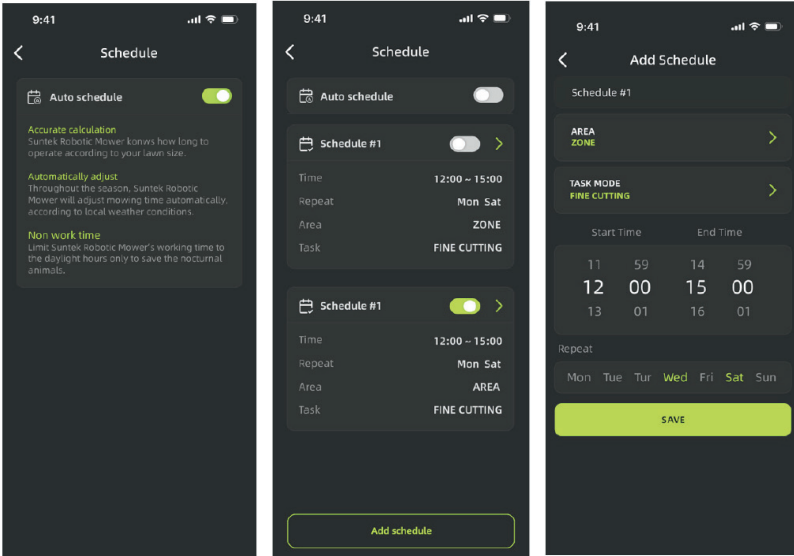 9:41
Schedule
Auto schedule
Accurate calculation
Suntek Robotic Mower konws how long to
operate according to your lawn size.
Automatically adjust
Throughout the season, Suntek Robotic
Mower will adjust mowing time automatically,
according to local weather conditions.
Non work time
Limit Suntek Robotic Mower's working time to
the daylight hours only to save the nocturnal
animals.
9:41
Schedule
Auto schedule
Schedule #1
Time 12:00 ~ 15:00
Repeat Mon Sat
Area ZONE
Task FINE CUTTING
Schedule #1
Time 12:00 ~ 15:00
Repeat Mon Sat
Area AREA
Task FINE CUTTING
Add schedule
9:41
Add Schedule
Schedule #1
AREA
ZONE
TASK MODE
FINE CUTTING
Start Time End Time
11 59 14 59
12 00 15 00
13 01 16 01
Repeat
Mon Tue Tur Wed Fri Sat Sun
SAVE